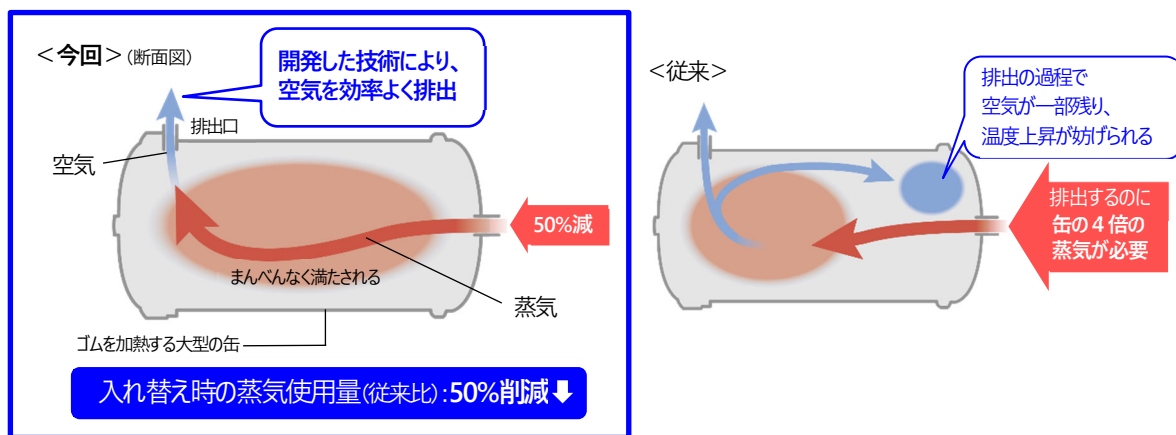 ＜今回＞(断面図)
開発した技術により、
空気を効率よく排出
排出口
空気
50%減
まんべんなく満たされる
蒸気
ゴムを加熱する大型の缶
入れ替え時の蒸気使用量(従来比)：50%削減⬇
＜従来＞
排出の過程で
空気が一部残り、
温度上昇が妨げられる
排出するのに
缶の４倍の
蒸気が必要